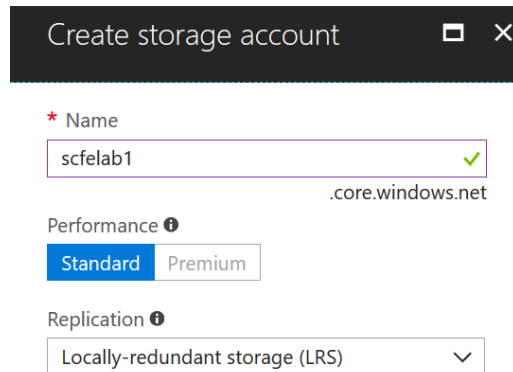 Create storage account
* Name
scfelab1
.core.windows.net
Performance
Standard Premium
Replication
Locally-redundant storage (LRS)